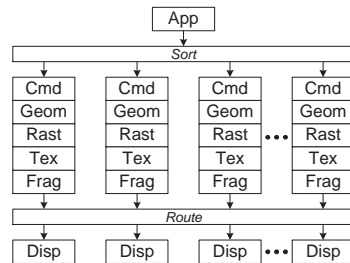 App
Sort
Cmd Cmd Cmd Cmd
Geom Geom Geom Geom
Rast Rast Rast ••• Rast
Tex Tex Tex Tex
Frag Frag Frag Frag
Route
Disp Disp Disp ••• Disp